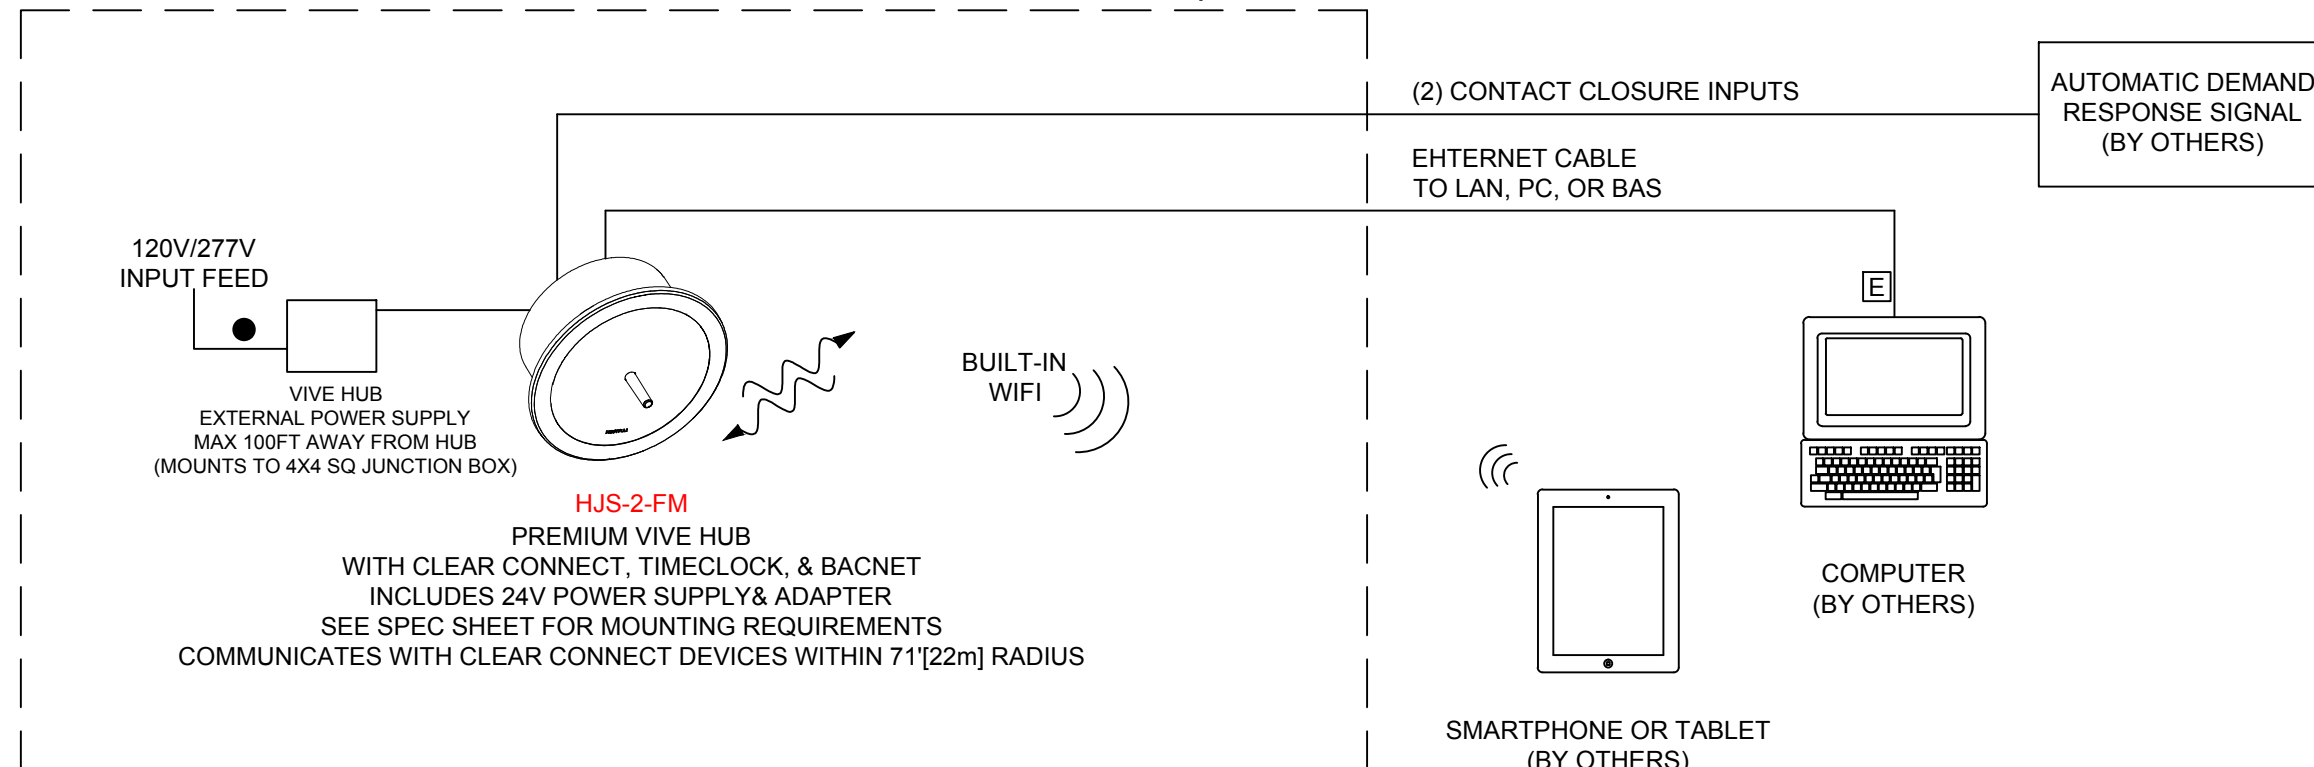 (2) CONTACT CLOSURE INPUTS
AUTOMATIC DEMAND
RESPONSE SIGNAL
(BY OTHERS)
EHTERNET CABLE
TO LAN, PC, OR BAS
120V/277V
INPUT FEED
E
BUILT-IN
WIFI
VIVE HUB
EXTERNAL POWER SUPPLY
MAX 100FT AWAY FROM HUB
(MOUNTS TO 4X4 SQ JUNCTION BOX)
HJS-2-FM
PREMIUM VIVE HUB
WITH CLEAR CONNECT, TIMECLOCK, & BACNET
INCLUDES 24V POWER SUPPLY& ADAPTER
SEE SPEC SHEET FOR MOUNTING REQUIREMENTS
COMMUNICATES WITH CLEAR CONNECT DEVICES WITHIN 71'[22m] RADIUS
COMPUTER
(BY OTHERS)
SMARTPHONE OR TABLET
(BY OTHERS)